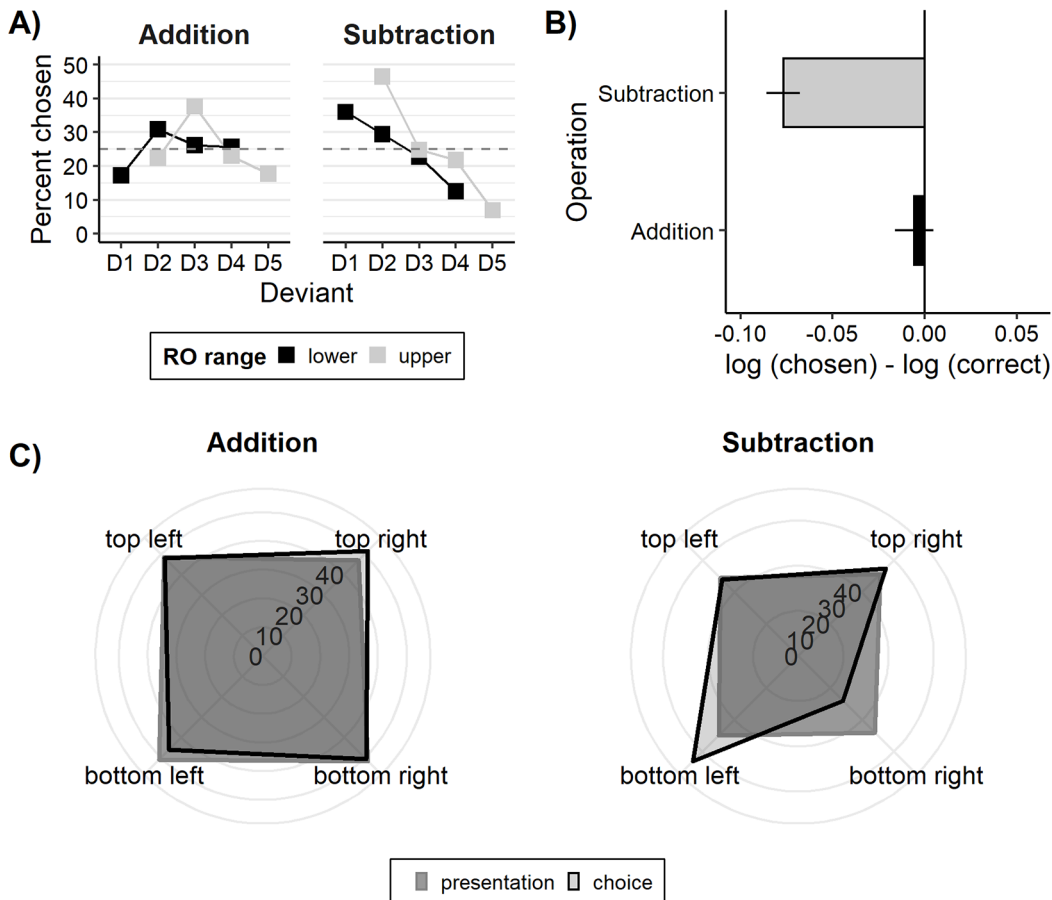 A)
Addition
Subtraction
Percent chosen
50
40
30
20
10
0
D1 D2 D3 D4 D5
D1 D2 D3 D4 D5
Deviant
RO range lower upper
B)
Operation
Subtraction
Addition
-0.10 -0.05 0.00 0.05
log (chosen) - log (correct)
C)
Addition
top left
top right
40
30
20
10
0
bottom left
bottom right
Subtraction
top left
top right
40
30
20
10
0
bottom left
bottom right
presentation choice